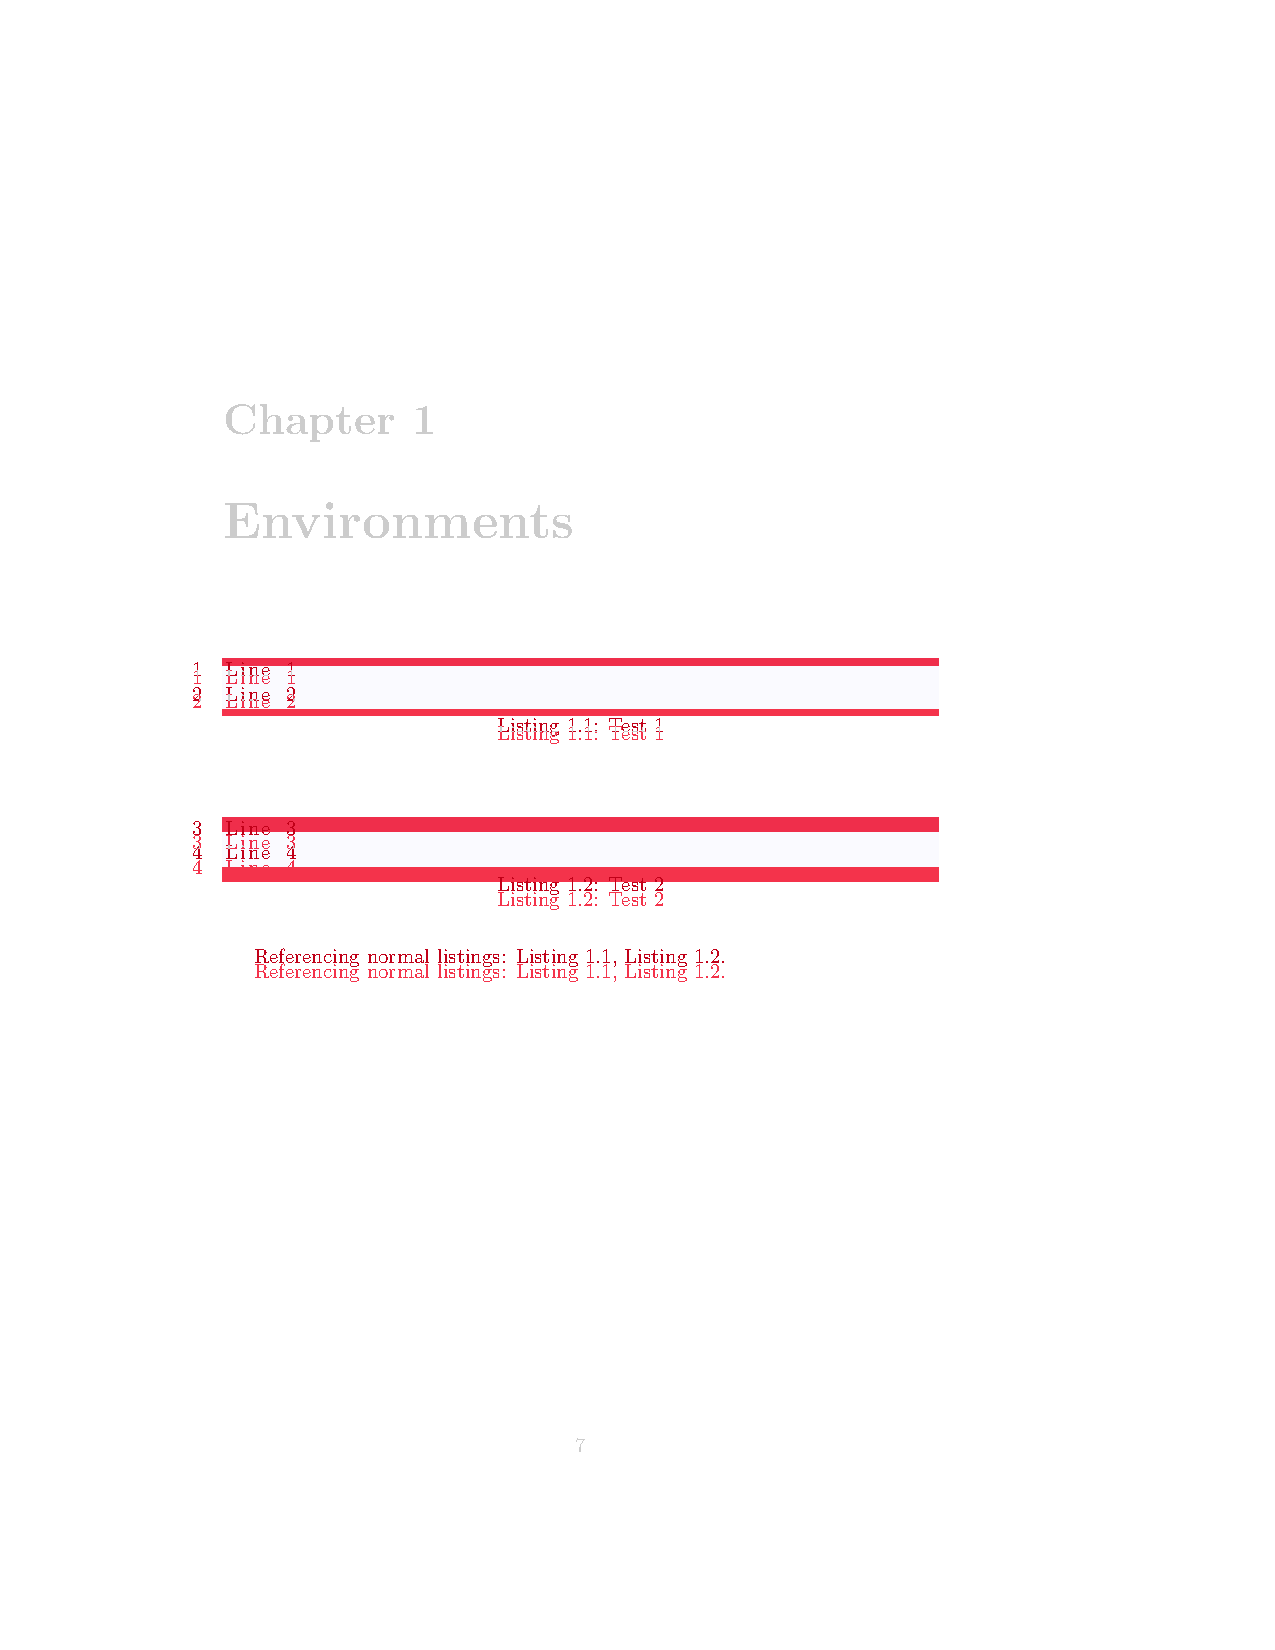 Chapter 1
Environments
1 Line 1
1 Line 1
2 Line 2
2 Line 2
Listing 1.1: Test 1
Listing 1.1: Test 1
3 Line 3
3 Line 3
4 Line 4
4 Line 4
Listing 1.2: Test 2
Listing 1.2: Test 2
Referencing normal listings: Listing 1.1, Listing 1.2.
Referencing normal listings: Listing 1.1, Listing 1.2.
7